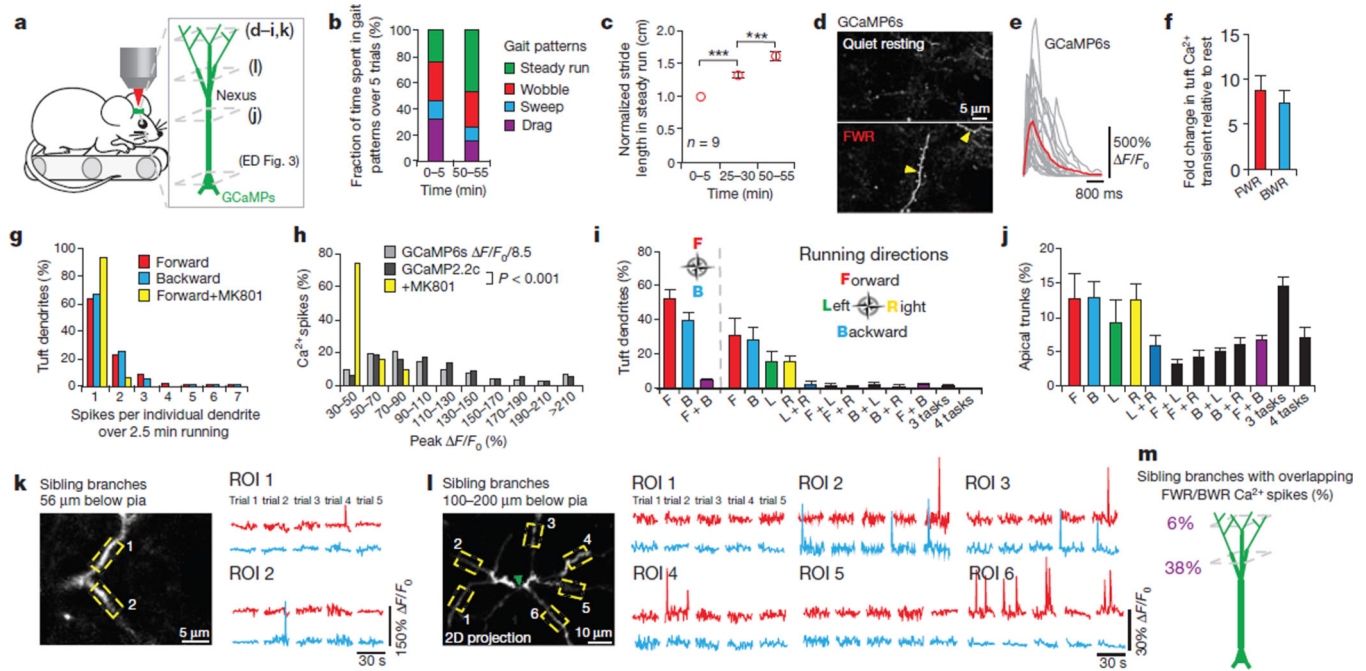 a
(d–i,k)
(l)
Nexus
(j)
(ED Fig. 3)
GCaMPs
b
Fraction of time spent in gait
patterns over 5 trials (%)
100
80
60
40
20
0
0–5
50–55
Time (min)
Gait patterns
Steady run
Wobble
Sweep
Drag
c
Normalized stride
length in steady run (cm)
2.0
1.5
1.0
0.5
0
***
***
n = 9
0–5
25–30
50–55
Time (min)
d
GCaMP6s
Quiet resting
5 µm
FWR
e
GCaMP6s
500%
ΔF/F0
800 ms
f
Fold change in tuft Ca2+
transient relative to rest
15
10
5
0
FWR
BWR
g
Tuft dendrites (%)
100
80
60
40
20
0
Forward
Backward
Forward+MK801
1 2 3 4 5 6 7
Spikes per individual dendrite
over 2.5 min running
h
Ca2+ spikes (%)
80
60
40
20
0
GCaMP6s ΔF/F0/8.5
GCaMP2.2c
+MK801
P < 0.001
30–50
50–70
70–90
90–110
110–130
130–150
150–170
170–190
190–210
>210
Peak ΔF/F0 (%)
i
Tuft dendrites (%)
80
60
40
20
0
F
B
Running directions
Forward
Left
Right
Backward
F
B
F + B
F
B
L
R
L + R
F + L
F + R
B + L
B + R
F + B
3 tasks
4 tasks
j
Apical trunks (%)
20
15
10
5
0
F
B
L
R
L + R
F + L
F + R
B + L
B + R
F + B
3 tasks
4 tasks
k
Sibling branches
56 µm below pia
1
2
5 µm
ROI 1
Trial 1 Trial 2 Trial 3 Trial 4 Trial 5
ROI 2
150% ΔF/F0
30 s
l
Sibling branches
100–200 µm below pia
3
2
4
1
5
6
2D projection
10 µm
ROI 1
Trial 1 Trial 2 Trial 3 Trial 4 Trial 5
ROI 2
ROI 3
ROI 4
ROI 5
ROI 6
30% ΔF/F0
30 s
m
Sibling branches with overlapping
FWR/BWR Ca2+ spikes (%)
6%
38%